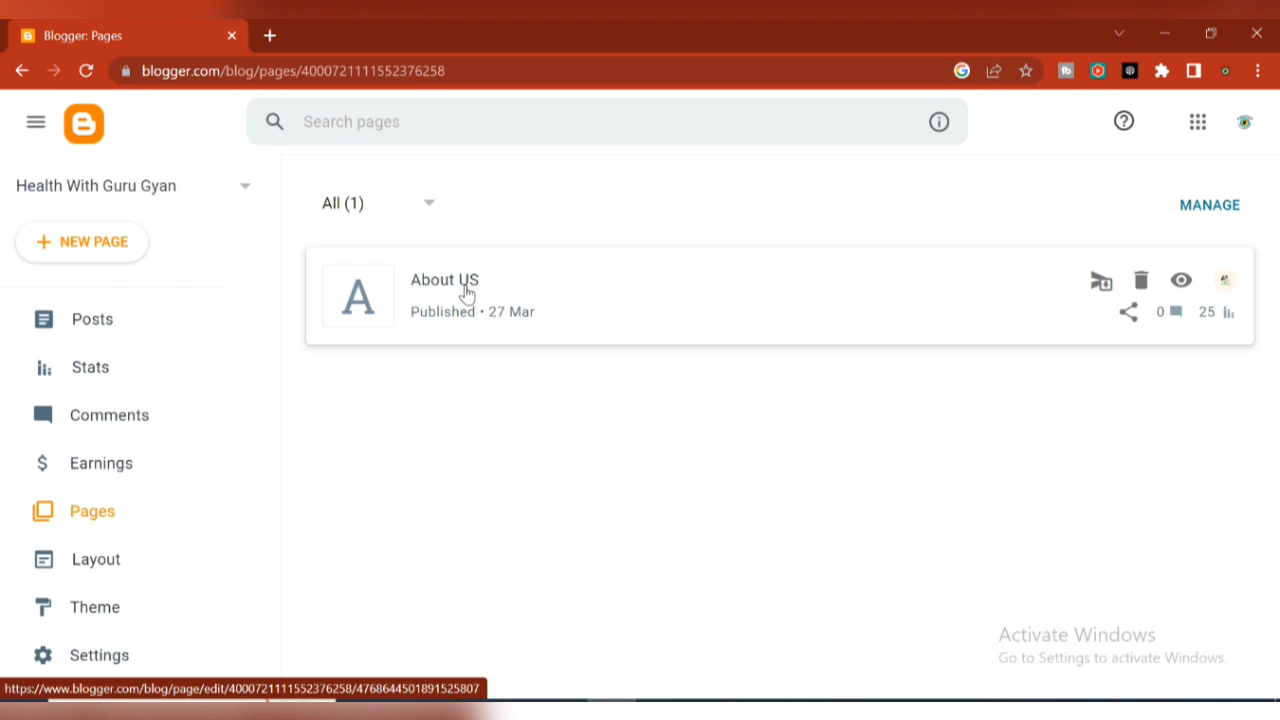 Blogger: Pages
blogger.com/blog/pages/4000721111552376258
Search pages
Health With Guru Gyan
All (1)
MANAGE
+ NEW PAGE
A
About US
Published • 27 Mar
0
25
Posts
Stats
Comments
$ Earnings
Pages
Layout
Theme
Settings
Activate Windows
Go to Settings to activate Windows.
https://www.blogger.com/blog/page/edit/4000721111552376258/4768644501891525807